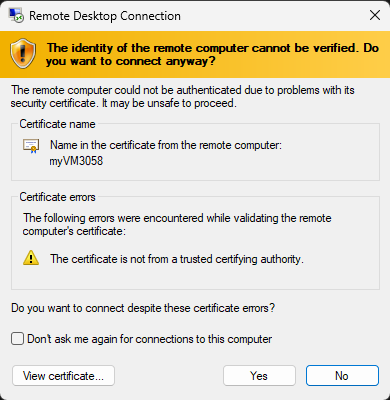 Remote Desktop Connection
The identity of the remote computer cannot be verified. Do
you want to connect anyway?
The remote computer could not be authenticated due to problems with its
security certificate. It may be unsafe to proceed.
Certificate name
Name in the certificate from the remote computer:
myVM3058
Certificate errors
The following errors were encountered while validating the remote
computer's certificate:
The certificate is not from a trusted certifying authority.
Do you want to connect despite these certificate errors?
Don't ask me again for connections to this computer
View certificate...
Yes
No